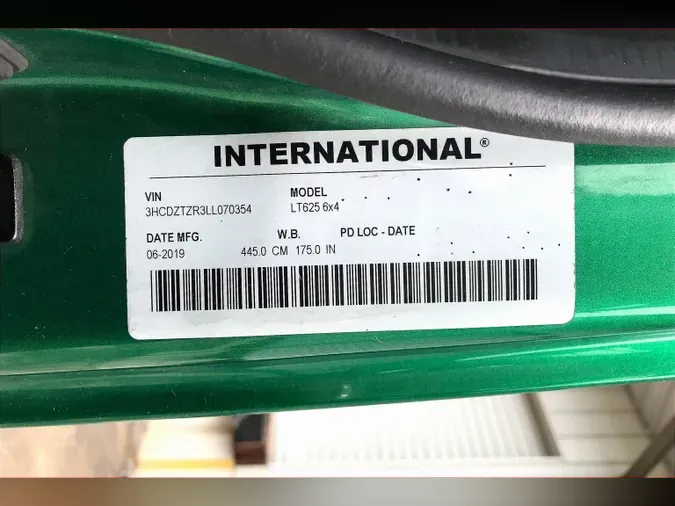 INTERNATIONAL®
VIN MODEL
3HCDZTZR3LL070354 LT625 6x4
DATE MFG. W.B. PD LOC - DATE
06-2019 445.0 CM 175.0 IN